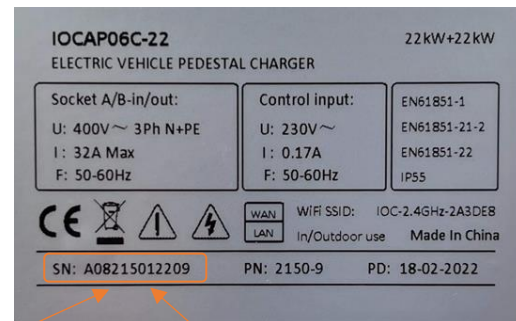 IOCAP06C-22 22kW+22kW
ELECTRIC VEHICLE PEDESTAL CHARGER
Socket A/B-in/out:
U: 400V～ 3Ph N+PE
I: 32A Max
F: 50-60Hz
Control input:
U: 230V～
I: 0.17A
F: 50-60Hz
EN61851-1
EN61851-21-2
EN61851-22
IP55
CE
WAN
LAN
WiFi SSID: IOC-2.4GHz-2A3DE8
In/Outdoor use Made In China
SN: A08215012209 PN: 2150-9 PD: 18-02-2022